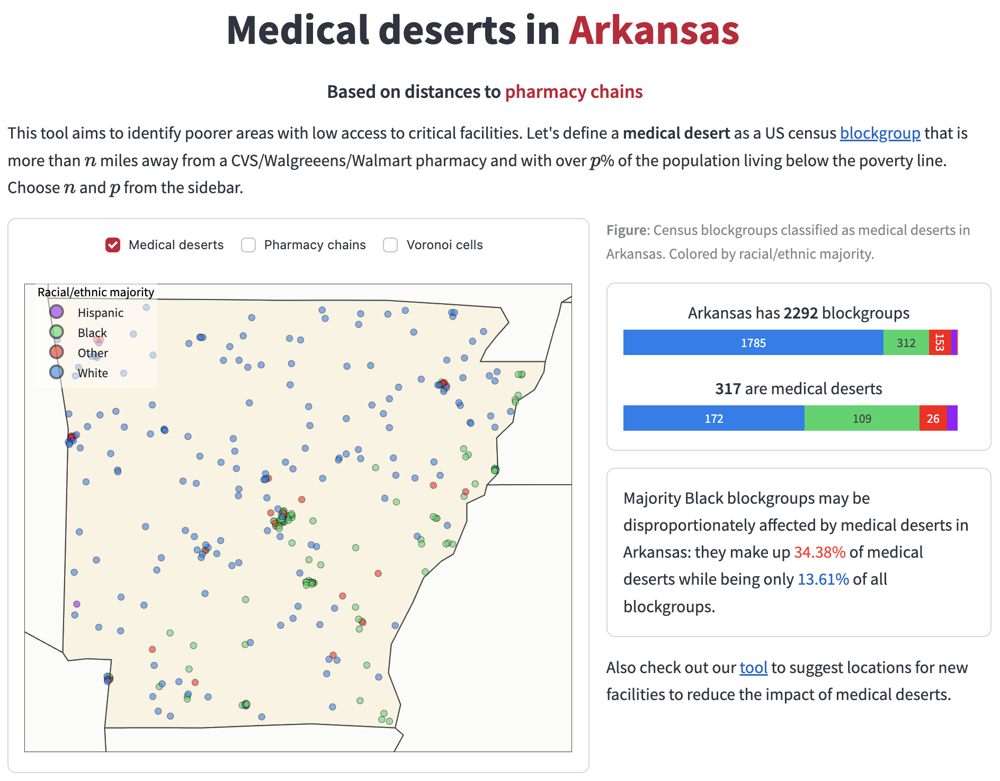 Medical deserts in Arkansas
Based on distances to pharmacy chains
This tool aims to identify poorer areas with low access to critical facilities. Let's define a medical desert as a US census blockgroup that is
more than n miles away from a CVS/Walgreeens/Walmart pharmacy and with over p% of the population living below the poverty line.
Choose n and p from the sidebar.
Medical deserts
Pharmacy chains
Voronoi cells
Racial/ethnic majority
Hispanic
Black
Other
White
Figure: Census blockgroups classified as medical deserts in
Arkansas. Colored by racial/ethnic majority.
Arkansas has 2292 blockgroups
1785 312 153
317 are medical deserts
172 109 26
Majority Black blockgroups may be
disproportionately affected by medical deserts in
Arkansas: they make up 34.38% of medical
deserts while being only 13.61% of all
blockgroups.
Also check out our tool to suggest locations for new
facilities to reduce the impact of medical deserts.